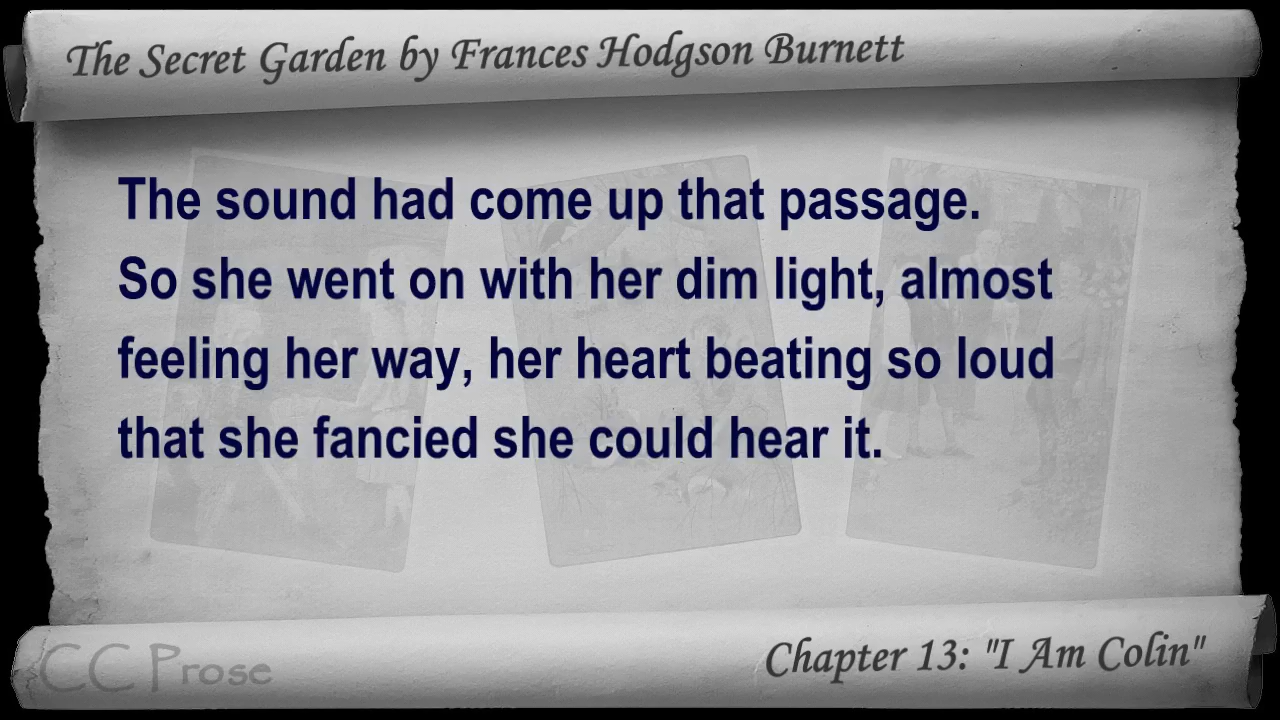 The Secret Garden by Frances Hodgson Burnett
The sound had come up that passage.
So she went on with her dim light, almost
feeling her way, her heart beating so loud
that she fancied she could hear it.
CC Prose
Chapter 13: "I Am Colin"